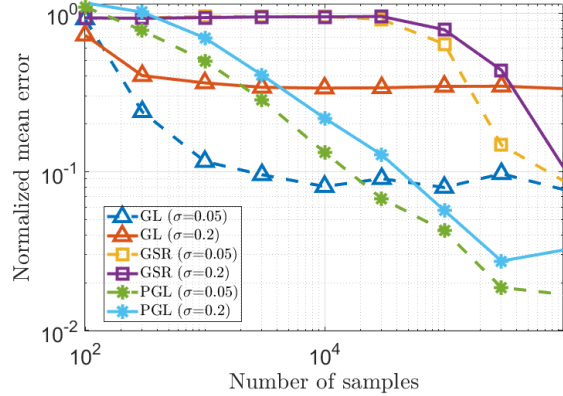 10^0
10^-1
10^-2
Normalized mean error
GL (σ=0.05)
GL (σ=0.2)
GSR (σ=0.05)
GSR (σ=0.2)
PGL (σ=0.05)
PGL (σ=0.2)
10^2
10^4
Number of samples